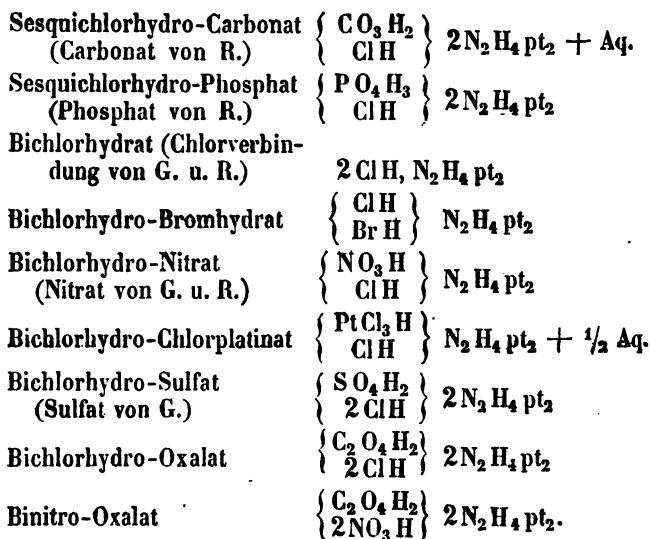 Sesquichlorhydro-Carbonat { CO₃H₂ / ClH } 2N₂H₄pt₂ + Aq.
(Carbonat von R.)
Sesquichlorhydro-Phosphat { PO₄H₃ / ClH } 2N₂H₄pt₂
(Phosphat von R.)
Bichlorhydrat (Chlorverbin-
dung von G. u. R.) 2ClH, N₂H₄pt₂
Bichlorhydro-Bromhydrat { ClH / BrH } N₂H₄pt₂
Bichlorhydro-Nitrat { NO₃H / ClH } N₂H₄pt₂
(Nitrat von G. u. R.)
Bichlorhydro-Chlorplatinat { PtCl₃H / ClH } N₂H₄pt₂ + ½ Aq.
Bichlorhydro-Sulfat { SO₄H₂ / 2ClH } 2N₂H₄pt₂
(Sulfat von G.)
Bichlorhydro-Oxalat { C₂O₄H₂ / 2ClH } 2N₂H₄pt₂
Binitro-Oxalat { C₂O₄H₂ / 2NO₃H } 2N₂H₄pt₂.